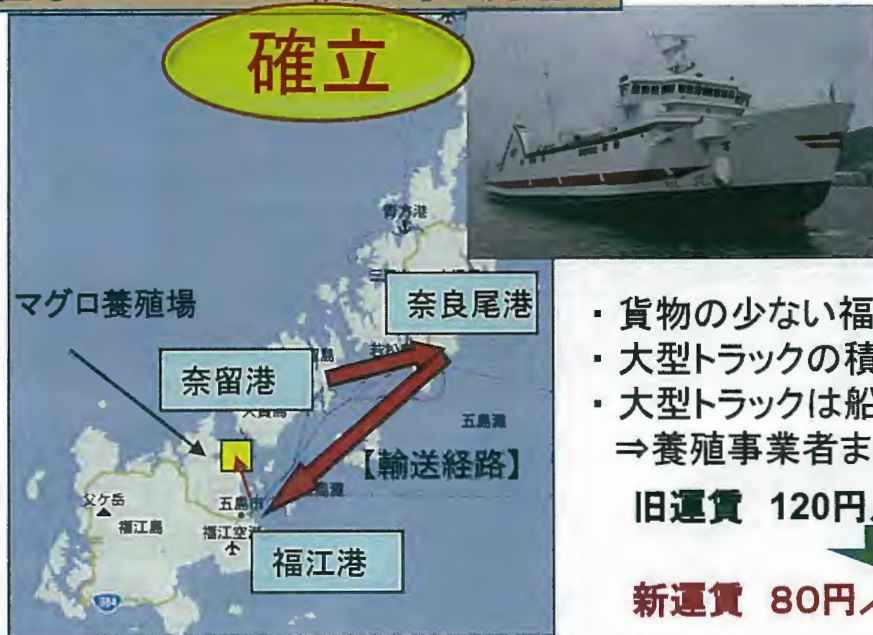 確立
青方港
奈良尾港
マグロ養殖場
奈留港
五島灘
【輸送経路】
父ケ岳
五島市
福江島
福江空港
福江港
384
・貨物の少ない福
・大型トラックの積
・大型トラックは船
⇒養殖事業者ま
旧運賃 120円／
新運賃 80円／